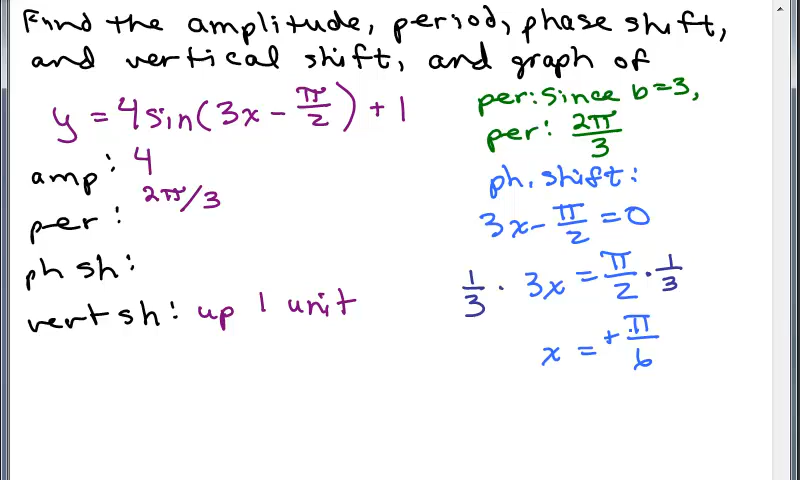 Find the amplitude, period, phase shift,
and vertical shift, and graph of
y = 4 sin(3x - π/2) + 1
amp: 4
per: 2π/3
ph sh:
vert sh: up 1 unit
per: since b=3,
per: 2π/3
ph. shift:
3x - π/2 = 0
1/3 · 3x = π/2 · 1/3
x = + π/6